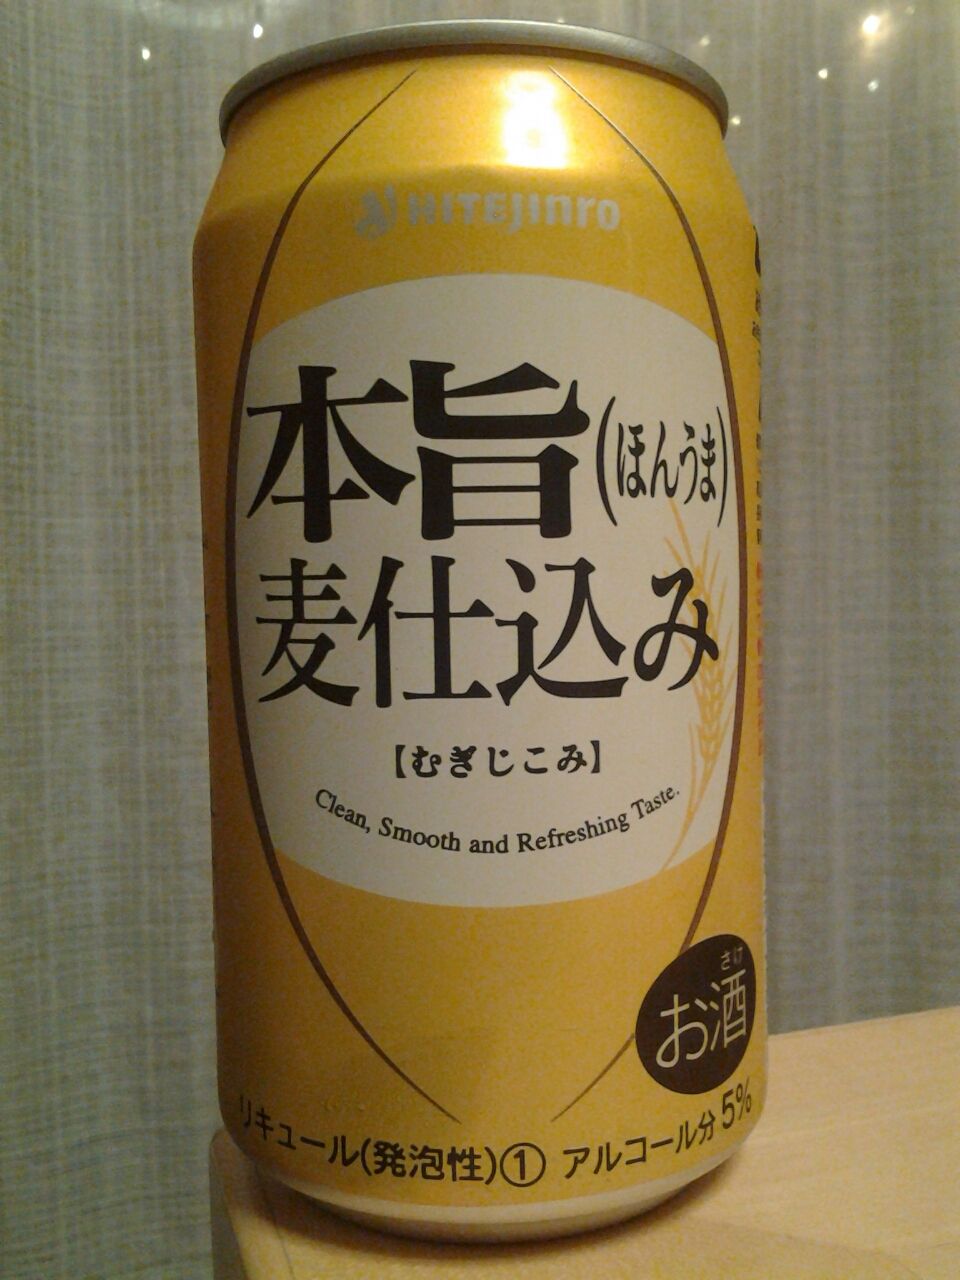 HITEJINRO
本旨(ほんうま)
麦仕込み
【むぎじこみ】
Clean, Smooth and Refreshing Taste.
さけ
お酒
リキュール(発泡性)① アルコール分5%